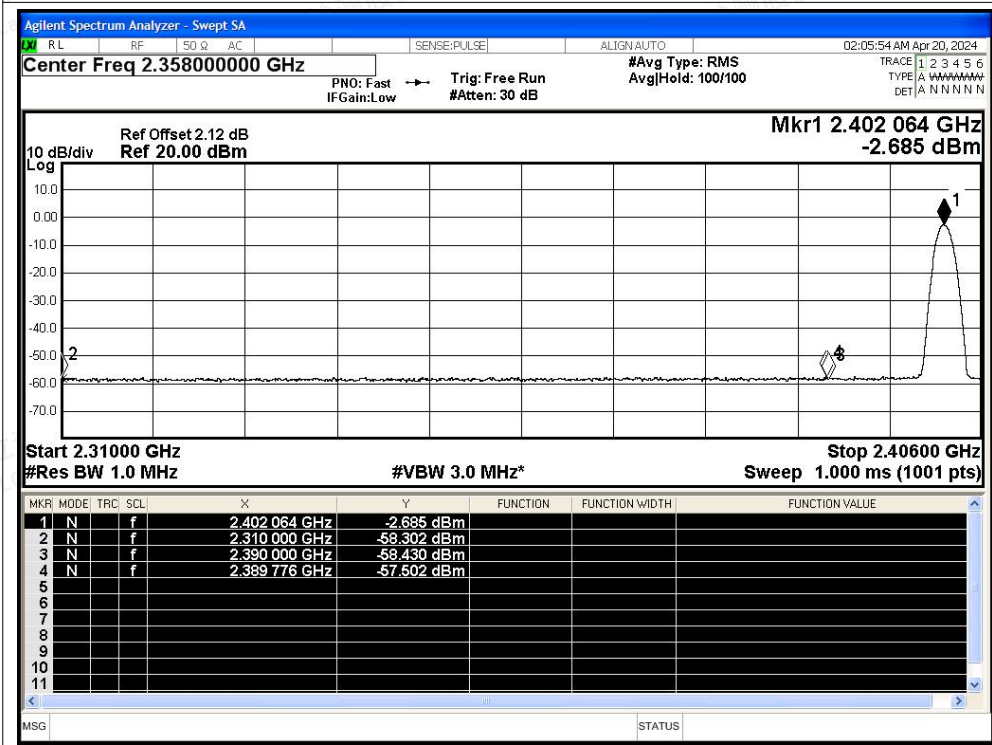 Agilent Spectrum Analyzer - Swept SA
LXI RL RF 50 Ω AC SENSE:PULSE ALIGN AUTO 02:05:54 AM Apr 20, 2024
Center Freq 2.358000000 GHz
PNO: Fast
IFGain:Low
Trig: Free Run
#Atten: 30 dB
#Avg Type: RMS
Avg|Hold: 100/100
TRACE 1 2 3 4 5 6
TYPE A WWWWW
DET A N N N N N
Ref Offset 2.12 dB
10 dB/div Ref 20.00 dBm
Log
Mkr1 2.402 064 GHz
-2.685 dBm
10.0
0.00
-10.0
-20.0
-30.0
-40.0
-50.0
-60.0
-70.0
1
2
4
3
Start 2.31000 GHz Stop 2.40600 GHz
#Res BW 1.0 MHz #VBW 3.0 MHz* Sweep 1.000 ms (1001 pts)
MKR MODE TRC SCL X Y FUNCTION FUNCTION WIDTH FUNCTION VALUE
1 N f 2.402 064 GHz -2.685 dBm
2 N f 2.310 000 GHz -58.302 dBm
3 N f 2.390 000 GHz -58.430 dBm
4 N f 2.389 776 GHz -57.502 dBm
5
6
7
8
9
10
11
MSG STATUS